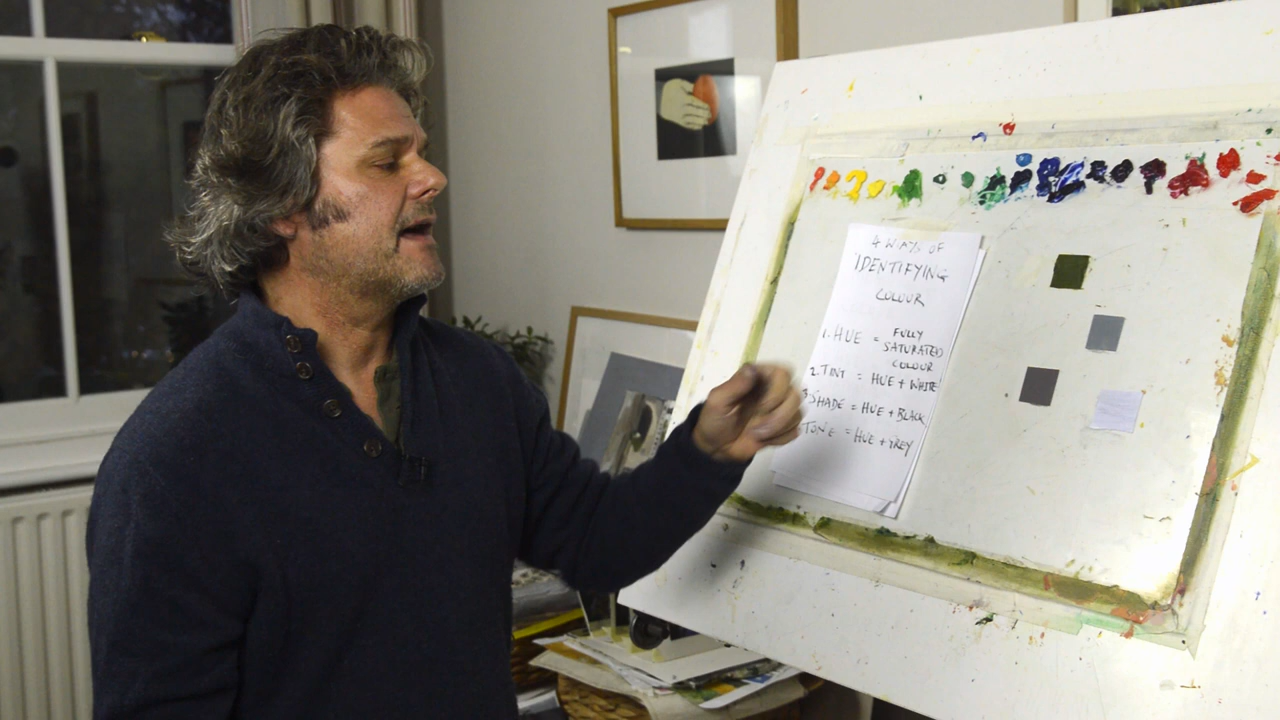 4 WAYS OF
IDENTIFYING
COLOUR
1. HUE = FULLY
SATURATED
COLOUR
2. TINT = HUE + WHITE
3. SHADE = HUE + BLACK
TONE = HUE + GREY